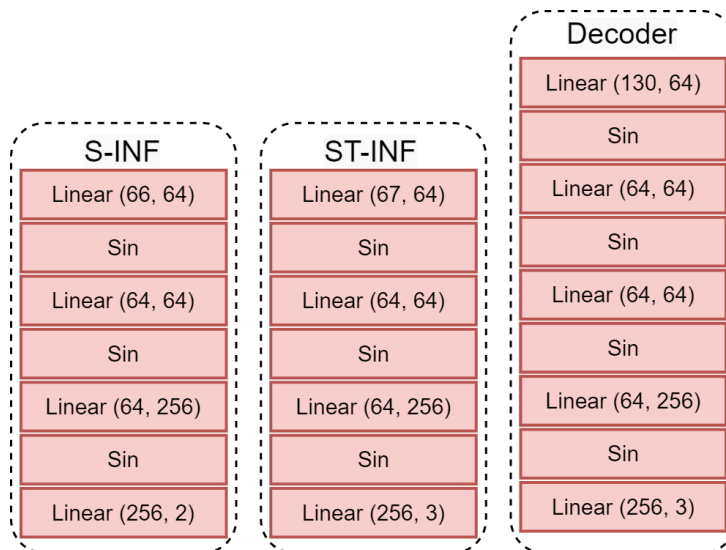 S-INF
Linear (66, 64)
Sin
Linear (64, 64)
Sin
Linear (64, 256)
Sin
Linear (256, 2)
ST-INF
Linear (67, 64)
Sin
Linear (64, 64)
Sin
Linear (64, 256)
Sin
Linear (256, 3)
Decoder
Linear (130, 64)
Sin
Linear (64, 64)
Sin
Linear (64, 64)
Sin
Linear (64, 256)
Sin
Linear (256, 3)